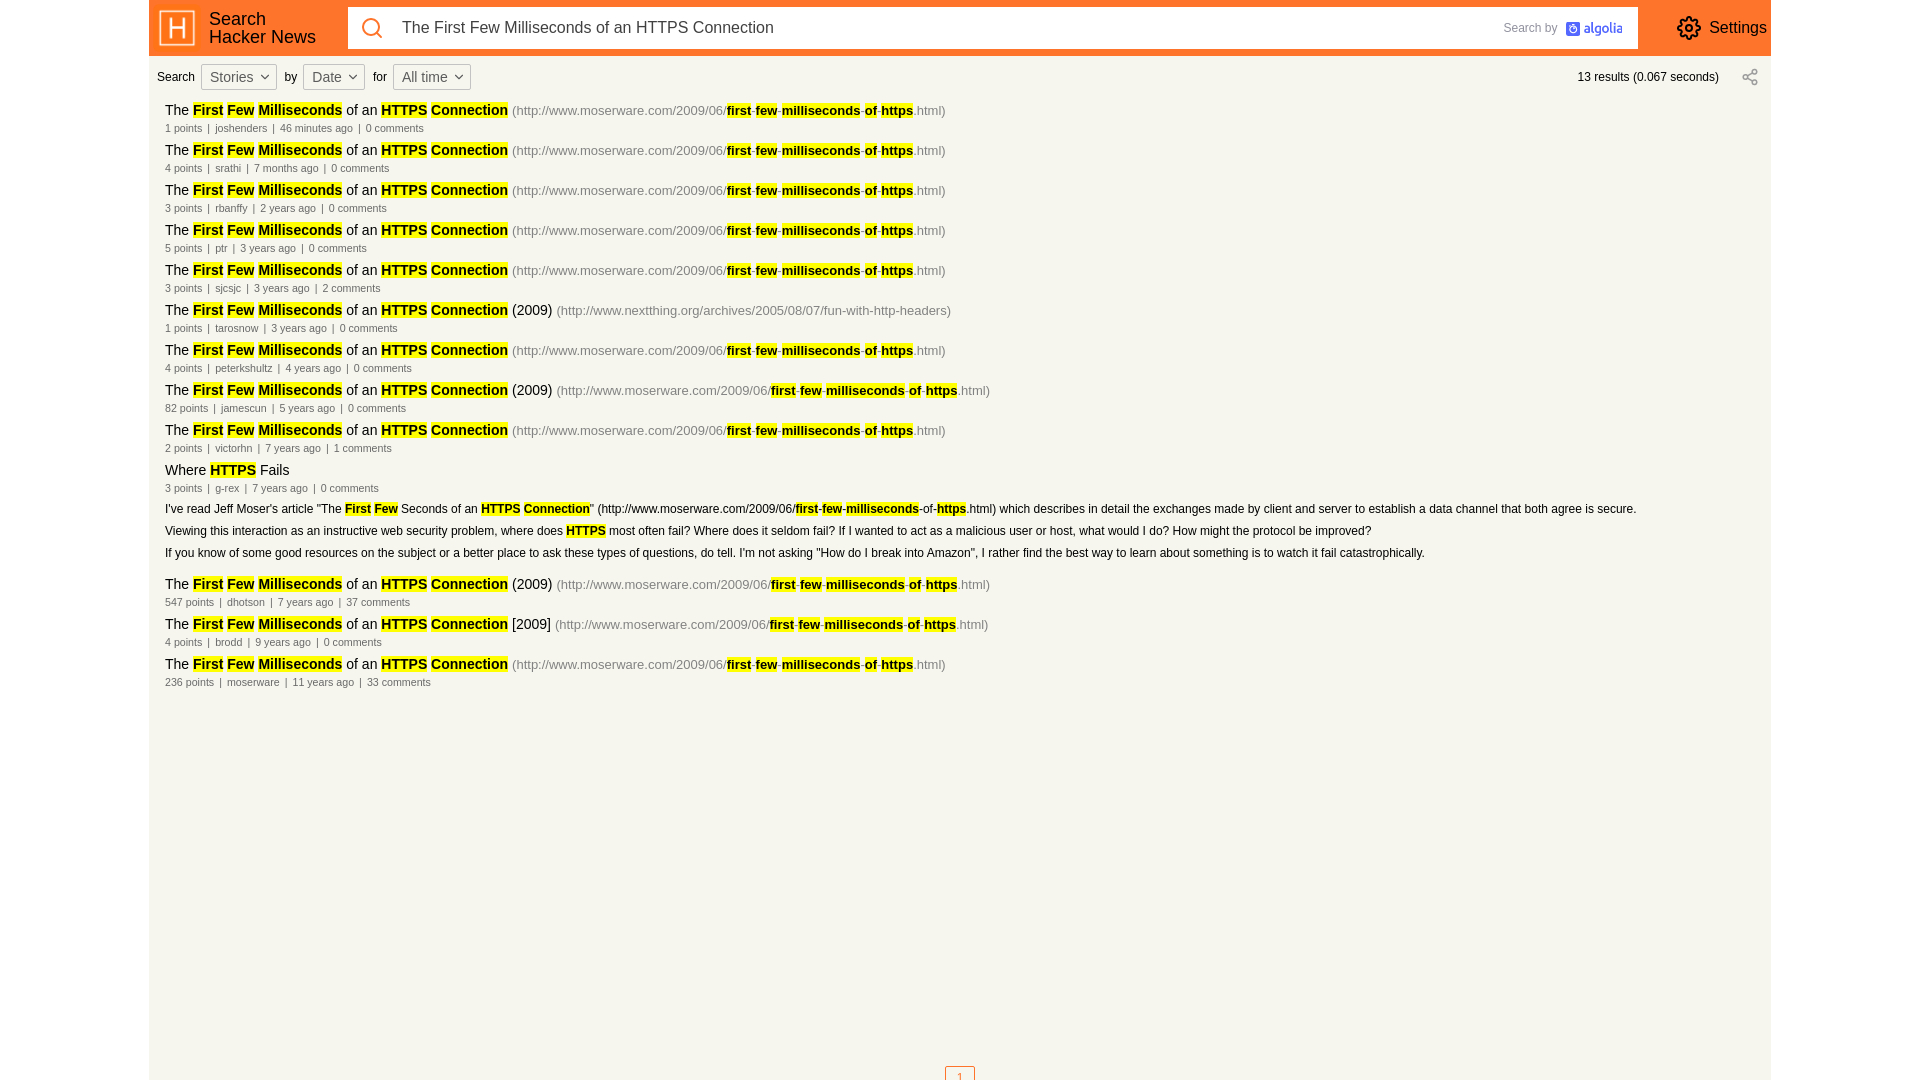 Search
Hacker News
The First Few Milliseconds of an HTTPS Connection
Search by algolia
Settings
Search Stories by Date for All time
13 results (0.067 seconds)
The First Few Milliseconds of an HTTPS Connection (http://www.moserware.com/2009/06/first-few-milliseconds-of-https.html)
1 points | joshenders | 46 minutes ago | 0 comments
The First Few Milliseconds of an HTTPS Connection (http://www.moserware.com/2009/06/first-few-milliseconds-of-https.html)
4 points | srathi | 7 months ago | 0 comments
The First Few Milliseconds of an HTTPS Connection (http://www.moserware.com/2009/06/first-few-milliseconds-of-https.html)
3 points | rbanffy | 2 years ago | 0 comments
The First Few Milliseconds of an HTTPS Connection (http://www.moserware.com/2009/06/first-few-milliseconds-of-https.html)
5 points | ptr | 3 years ago | 0 comments
The First Few Milliseconds of an HTTPS Connection (http://www.moserware.com/2009/06/first-few-milliseconds-of-https.html)
3 points | sjcsjc | 3 years ago | 2 comments
The First Few Milliseconds of an HTTPS Connection (2009) (http://www.nextthing.org/archives/2005/08/07/fun-with-http-headers)
1 points | tarosnow | 3 years ago | 0 comments
The First Few Milliseconds of an HTTPS Connection (http://www.moserware.com/2009/06/first-few-milliseconds-of-https.html)
4 points | peterkshultz | 4 years ago | 0 comments
The First Few Milliseconds of an HTTPS Connection (2009) (http://www.moserware.com/2009/06/first-few-milliseconds-of-https.html)
82 points | jamescun | 5 years ago | 0 comments
The First Few Milliseconds of an HTTPS Connection (http://www.moserware.com/2009/06/first-few-milliseconds-of-https.html)
2 points | victorhn | 7 years ago | 1 comments
Where HTTPS Fails
3 points | g-rex | 7 years ago | 0 comments
I've read Jeff Moser's article "The First Few Seconds of an HTTPS Connection" (http://www.moserware.com/2009/06/first-few-milliseconds-of-https.html) which describes in detail the exchanges made by client and server to establish a data channel that both agree is secure.
Viewing this interaction as an instructive web security problem, where does HTTPS most often fail? Where does it seldom fail? If I wanted to act as a malicious user or host, what would I do? How might the protocol be improved?
If you know of some good resources on the subject or a better place to ask these types of questions, do tell. I'm not asking "How do I break into Amazon", I rather find the best way to learn about something is to watch it fail catastrophically.
The First Few Milliseconds of an HTTPS Connection (2009) (http://www.moserware.com/2009/06/first-few-milliseconds-of-https.html)
547 points | dhotson | 7 years ago | 37 comments
The First Few Milliseconds of an HTTPS Connection [2009] (http://www.moserware.com/2009/06/first-few-milliseconds-of-https.html)
4 points | brodd | 9 years ago | 0 comments
The First Few Milliseconds of an HTTPS Connection (http://www.moserware.com/2009/06/first-few-milliseconds-of-https.html)
236 points | moserware | 11 years ago | 33 comments
1